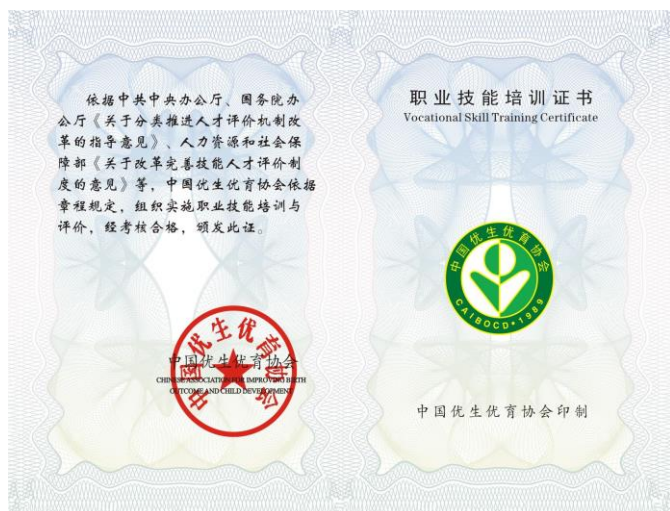 依据中共中央办公厅、国务院办
公厅《关于分类推进人才评价机制改
革的指导意见》、人力资源和社会保
障部《关于改革完善技能人才评价制
度的意见》等，中国优生优育协会依据
章程规定，组织实施职业技能培训与
评价，经考核合格，颁发此证。
中国优生优育协会
中国优生优育协会
CHINESE ASSOCIATION FOR IMPROVING BIRTH
OUTCOME AND CHILD DEVELOPMENT
职业技能培训证书
Vocational Skill Training Certificate
中国优生优育协会
CAIBOCD·1989
中国优生优育协会印制